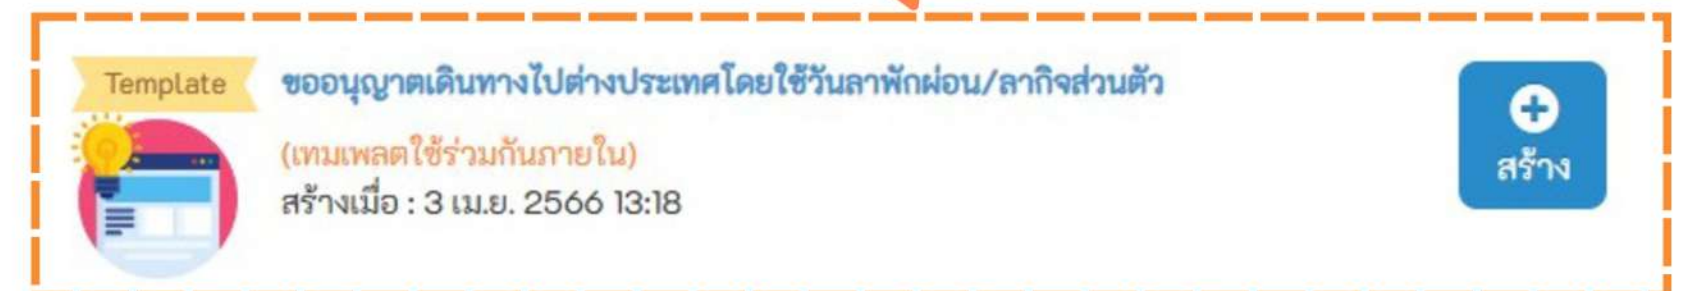 Template
ขออนุญาตเดินทางไปต่างประเทศโดยใช้วันลาพักผ่อน/ลากิจส่วนตัว
(เทมเพลตใช้ร่วมกันภายใน)
สร้างเมื่อ : 3 เม.ย. 2566 13:18
สร้าง